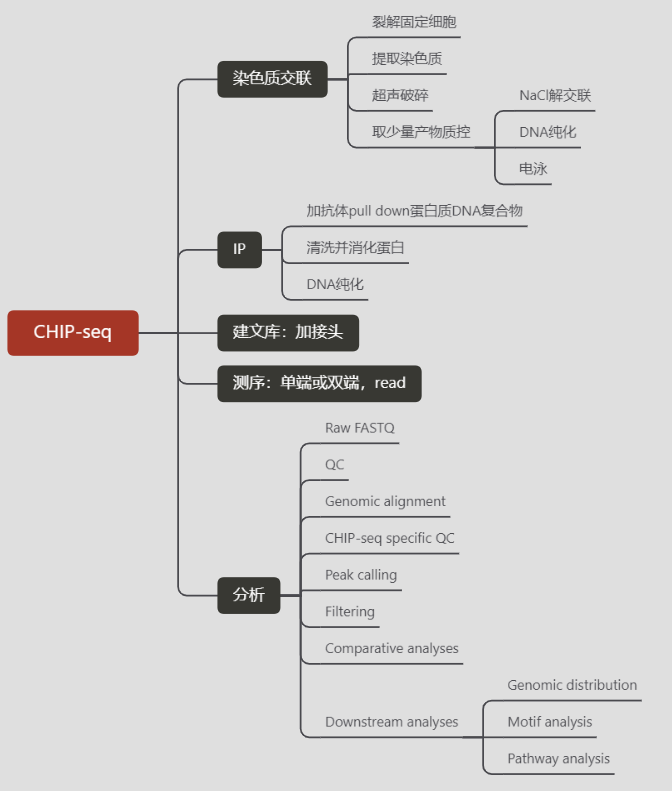 CHIP-seq
染色质交联
裂解固定细胞
提取染色质
超声破碎
取少量产物质控
NaCl解交联
DNA纯化
电泳
IP
加抗体pull down蛋白质DNA复合物
清洗并消化蛋白
DNA纯化
建文库：加接头
测序：单端或双端，read
分析
Raw FASTQ
QC
Genomic alignment
CHIP-seq specific QC
Peak calling
Filtering
Comparative analyses
Downstream analyses
Genomic distribution
Motif analysis
Pathway analysis